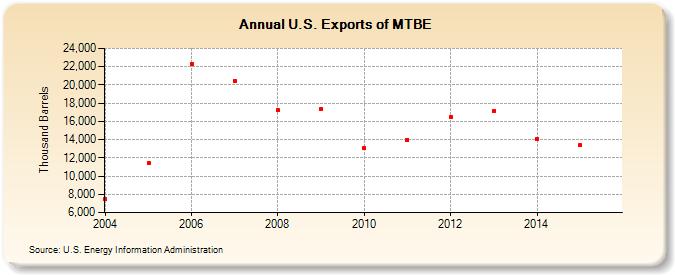 Annual U.S. Exports of MTBE
Thousand Barrels
24,000
22,000
20,000
18,000
16,000
14,000
12,000
10,000
8,000
6,000
2004 2006 2008 2010 2012 2014
Source: U.S. Energy Information Administration